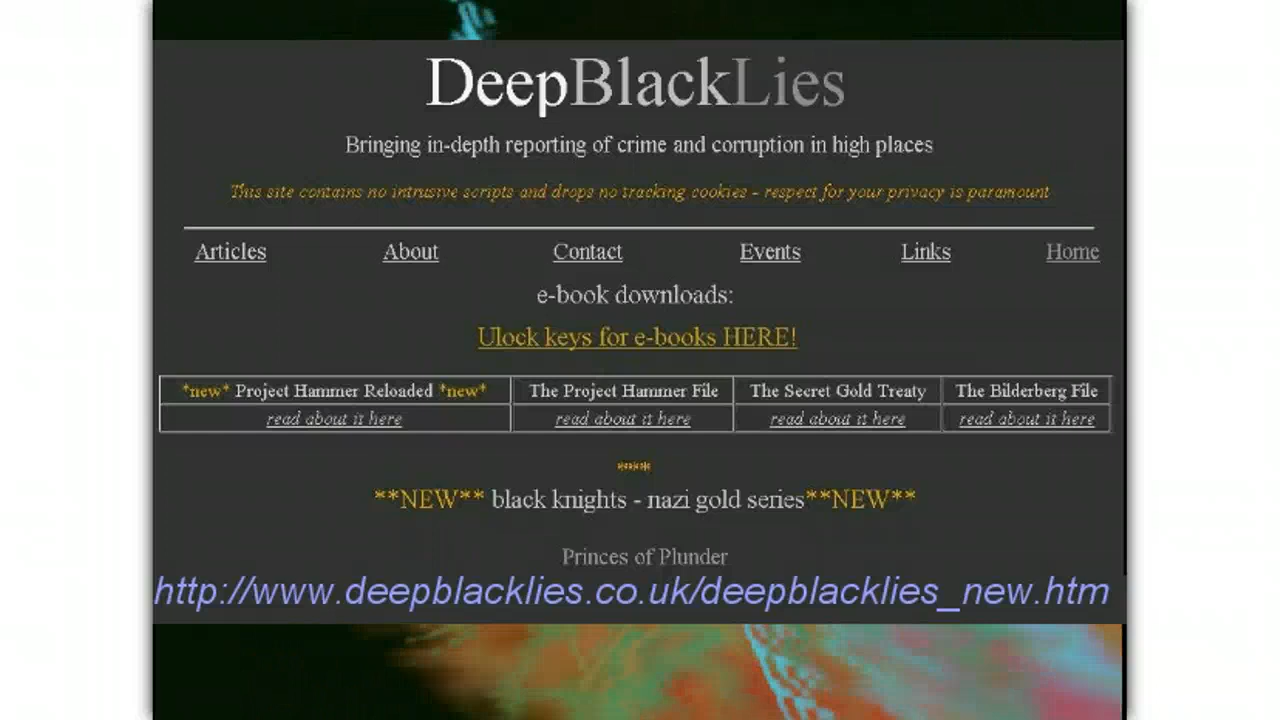 DeepBlackLies
Bringing in-depth reporting of crime and corruption in high places
This site contains no intrusive scripts and drops no tracking cookies - respect for your privacy is paramount
Articles About Contact Events Links Home
e-book downloads:
Ulock keys for e-books HERE!
*new* Project Hammer Reloaded *new* The Project Hammer File The Secret Gold Treaty The Bilderberg File
read about it here read about it here read about it here read about it here
*****
**NEW** black knights - nazi gold series**NEW**
Princes of Plunder
http://www.deepblacklies.co.uk/deepblacklies_new.htm